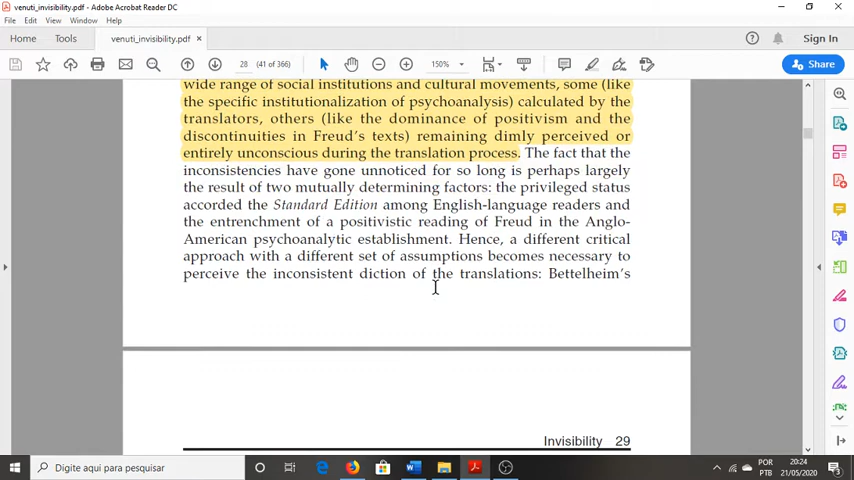 venuti_invisibility.pdf - Adobe Acrobat Reader DC
File Edit View Window Help
Home Tools venuti_invisibility.pdf × Sign In
28 (41 of 366) 150% Share
wide range of social institutions and cultural movements, some (like
the specific institutionalization of psychoanalysis) calculated by the
translators, others (like the dominance of positivism and the
discontinuities in Freud's texts) remaining dimly perceived or
entirely unconscious during the translation process. The fact that the
inconsistencies have gone unnoticed for so long is perhaps largely
the result of two mutually determining factors: the privileged status
accorded the Standard Edition among English-language readers and
the entrenchment of a positivistic reading of Freud in the Anglo-
American psychoanalytic establishment. Hence, a different critical
approach with a different set of assumptions becomes necessary to
perceive the inconsistent diction of the translations: Bettelheim's
Invisibility 29
Digite aqui para pesquisar
POR 20:24
PTB 21/05/2020
3